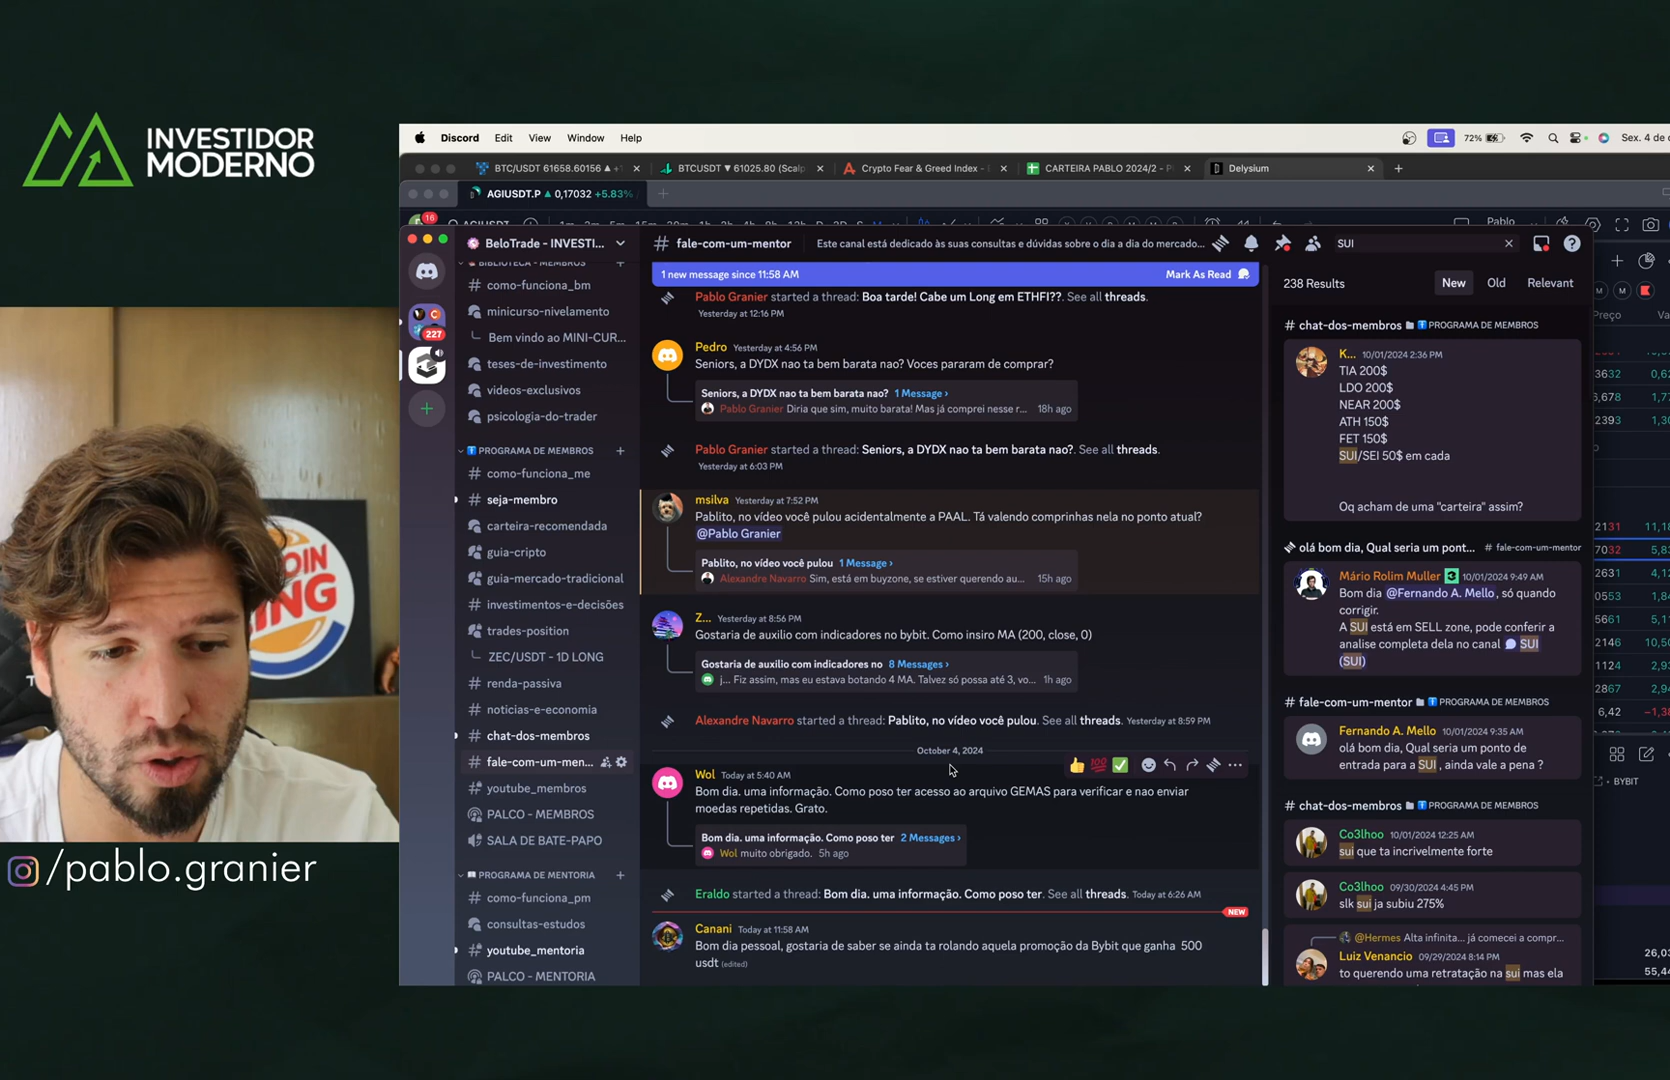 INVESTIDOR
MODERNO
Discord Edit View Window Help
72%
Sex. 4 de
BTC/USDT 61658.60156
BTCUSDT ▼ 61025.80 (Scalp
Crypto Fear & Greed Index -
CARTEIRA PABLO 2024/2 -
Delysium
AGIUSDT.P ▲ 0,17032 +5.83%
Pablo
16
227
BeloTrade - INVESTI...
BIBLIOTECA - MEMBROS
como-funciona_bm
minicurso-nivelamento
Bem vindo ao MINI-CUR...
teses-de-investimento
videos-exclusivos
psicologia-do-trader
PROGRAMA DE MEMBROS
como-funciona_me
seja-membro
carteira-recomendada
guia-cripto
guia-mercado-tradicional
investimentos-e-decisões
trades-position
ZEC/USDT - 1D LONG
renda-passiva
noticias-e-economia
chat-dos-membros
fale-com-um-men...
youtube_membros
PALCO - MEMBROS
SALA DE BATE-PAPO
PROGRAMA DE MENTORIA
como-funciona_pm
consultas-estudos
youtube_mentoria
PALCO - MENTORIA
# fale-com-um-mentor
Este canal está dedicado às suas consultas e dúvidas sobre o dia a dia do mercado...
1 new message since 11:58 AM
Mark As Read
Pablo Granier started a thread: Boa tarde! Cabe um Long em ETHFI??. See all threads.
Yesterday at 12:16 PM
Pedro Yesterday at 4:56 PM
Seniors, a DYDX nao ta bem barata nao? Voces pararam de comprar?
Seniors, a DYDX nao ta bem barata nao? 1 Message ›
Pablo Granier Diria que sim, muito barata! Mas já comprei nesse r... 18h ago
Pablo Granier started a thread: Seniors, a DYDX nao ta bem barata nao?. See all threads.
Yesterday at 6:03 PM
msilva Yesterday at 7:52 PM
Pablito, no vídeo você pulou acidentalmente a PAAL. Tá valendo comprinhas nela no ponto atual?
@Pablo Granier
Pablito, no vídeo você pulou 1 Message ›
Alexandre Navarro Sim, está em buyzone, se estiver querendo au... 15h ago
Z... Yesterday at 8:56 PM
Gostaria de auxilio com indicadores no bybit. Como insiro MA (200, close, 0)
Gostaria de auxilio com indicadores no 8 Messages ›
j... Fiz assim, mas eu estava botando 4 MA. Talvez só possa até 3, vo... 1h ago
Alexandre Navarro started a thread: Pablito, no vídeo você pulou. See all threads. Yesterday at 8:59 PM
October 4, 2024
Wol Today at 5:40 AM
Bom dia. uma informação. Como poso ter acesso ao arquivo GEMAS para verificar e nao enviar
moedas repetidas. Grato.
Bom dia. uma informação. Como poso ter 2 Messages ›
Wol muito obrigado. 5h ago
Eraldo started a thread: Bom dia. uma informação. Como poso ter. See all threads. Today at 6:26 AM
NEW
Canani Today at 11:58 AM
Bom dia pessoal, gostaria de saber se ainda ta rolando aquela promoção da Bybit que ganha 500
usdt (edited)
SUI
238 Results
New Old Relevant
# chat-dos-membros PROGRAMA DE MEMBROS
K... 10/01/2024 2:36 PM
TIA 200$
LDO 200$
NEAR 200$
ATH 150$
FET 150$
SUI/SEI 50$ em cada
Oq acham de uma "carteira" assim?
olá bom dia, Qual seria um pont... # fale-com-um-mentor
Mário Rolim Muller 10/01/2024 9:49 AM
Bom dia @Fernando A. Mello, só quando
corrigir.
A SUI está em SELL zone, pode conferir a
analise completa dela no canal SUI
(SUI)
# fale-com-um-mentor PROGRAMA DE MEMBROS
Fernando A. Mello 10/01/2024 9:35 AM
olá bom dia, Qual seria um ponto de
entrada para a SUI , ainda vale a pena ?
# chat-dos-membros PROGRAMA DE MEMBROS
Co3lhoo 10/01/2024 12:25 AM
sui que ta incrivelmente forte
Co3lhoo 09/30/2024 4:45 PM
slk sui ja subiu 275%
@Hermes Alta infinita... já comecei a compr...
Luiz Venancio 09/29/2024 8:14 PM
to querendo uma retratação na sui mas ela
Preço
BYBIT
6,42
26,03
55,44
KING
/pablo.granier